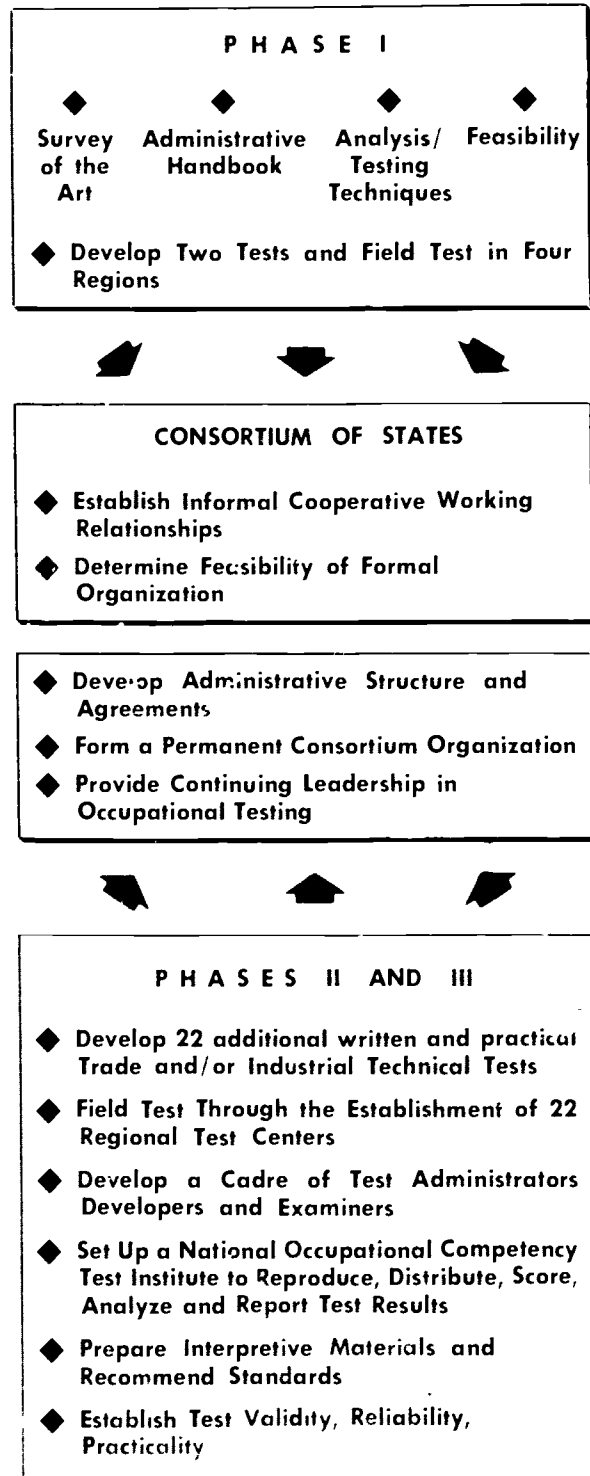 PHASE I
Survey of the Art
Administrative Handbook
Analysis/ Testing Techniques
Feasibility
Develop Two Tests and Field Test in Four
Regions
CONSORTIUM OF STATES
Establish Informal Cooperative Working
Relationships
Determine Feasibility of Formal
Organization
Develop Administrative Structure and
Agreements
Form a Permanent Consortium Organization
Provide Continuing Leadership in
Occupational Testing
PHASES II AND III
Develop 22 additional written and practical
Trade and/or Industrial Technical Tests
Field Test Through the Establishment of 22
Regional Test Centers
Develop a Cadre of Test Administrators
Developers and Examiners
Set Up a National Occupational Competency
Test Institute to Reproduce, Distribute, Score,
Analyze and Report Test Results
Prepare Interpretive Materials and
Recommend Standards
Establish Test Validity, Reliability,
Practicality